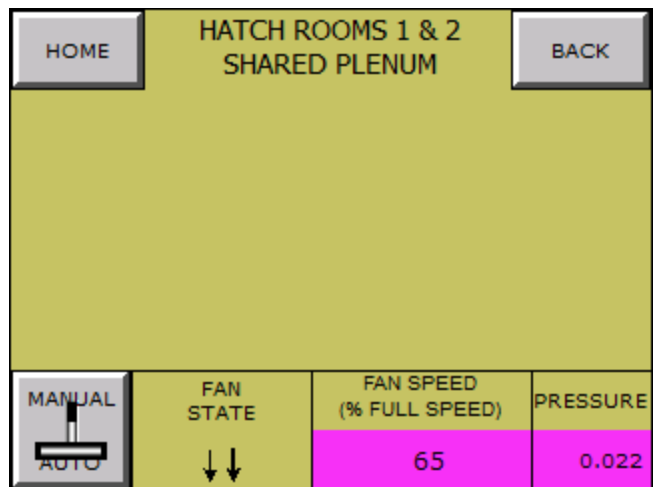 HOME
HATCH ROOMS 1 & 2
SHARED PLENUM
BACK
MANUAL
AUTO
FAN
STATE
FAN SPEED
(% FULL SPEED)
65
PRESSURE
0.022